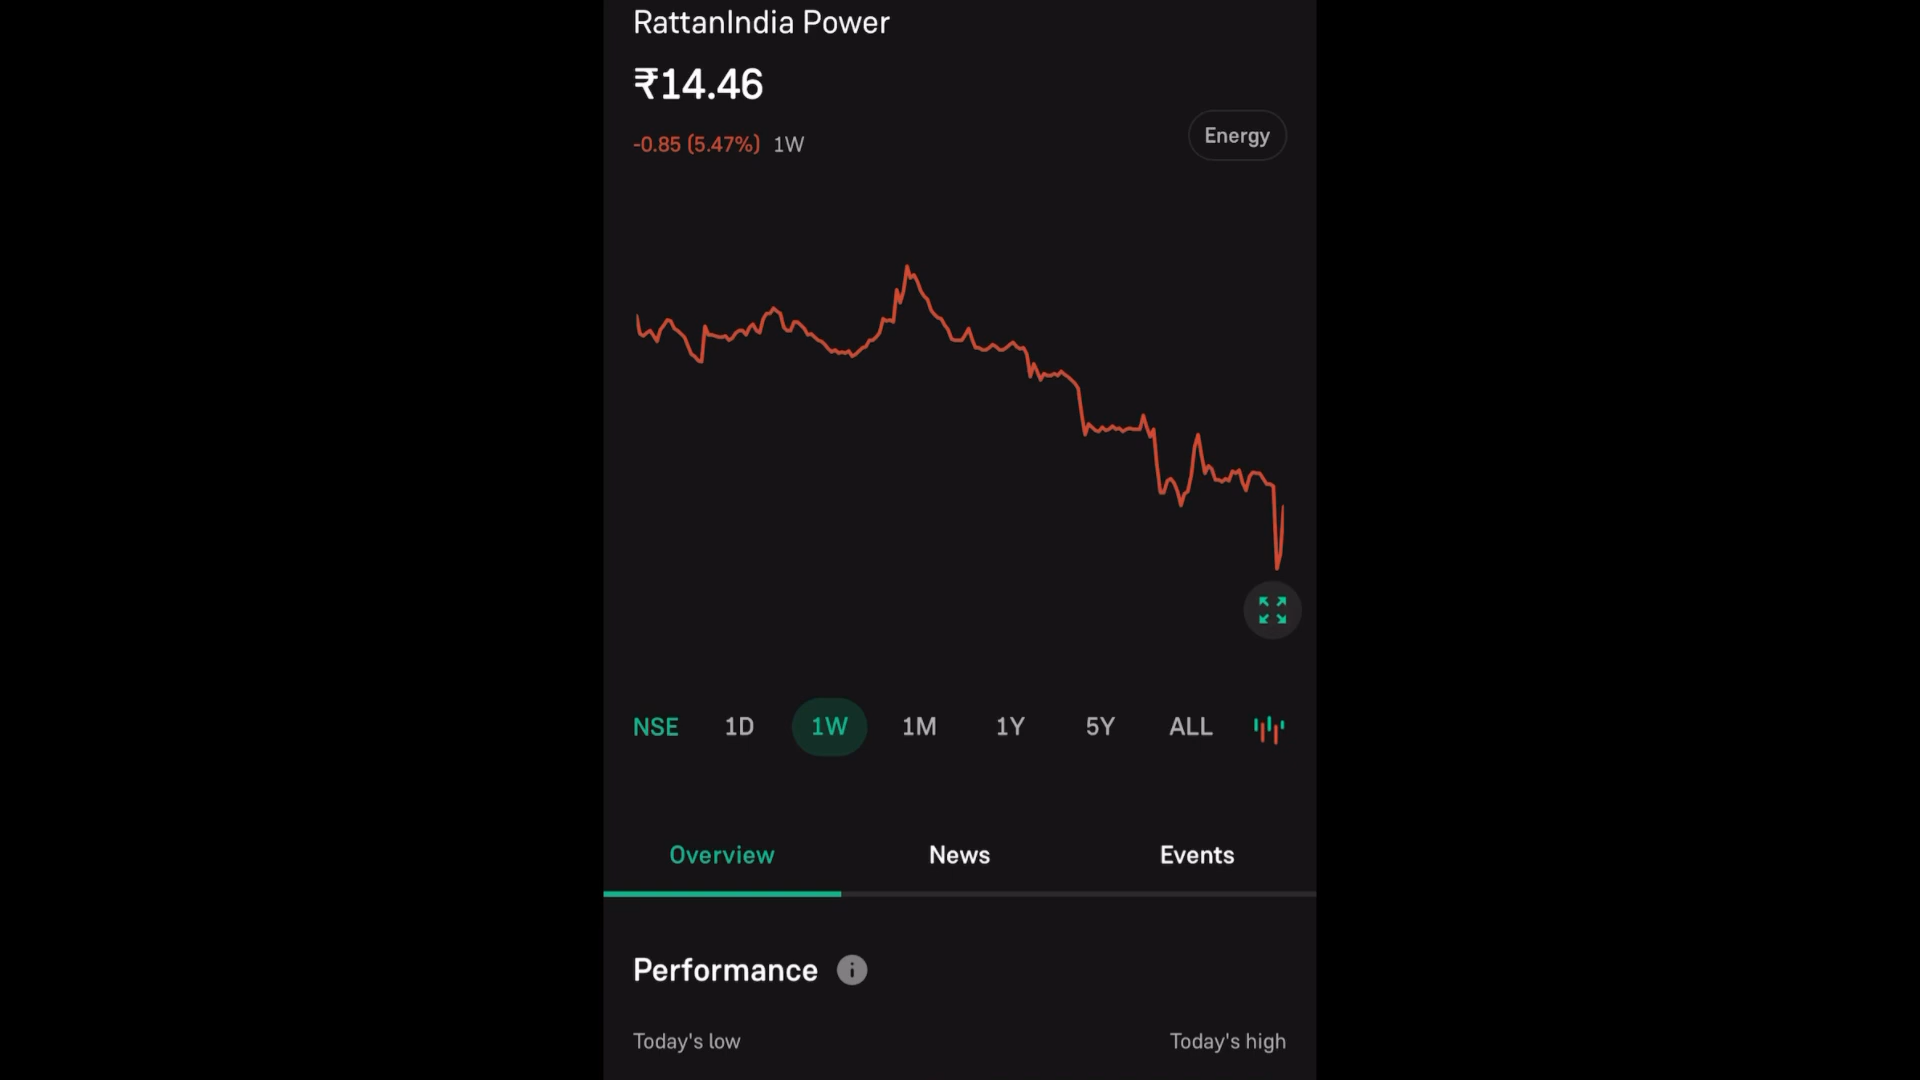 RattanIndia Power
₹14.46
-0.85 (5.47%) 1W
Energy
NSE 1D 1W 1M 1Y 5Y ALL
Overview News Events
Performance
Today's low Today's high